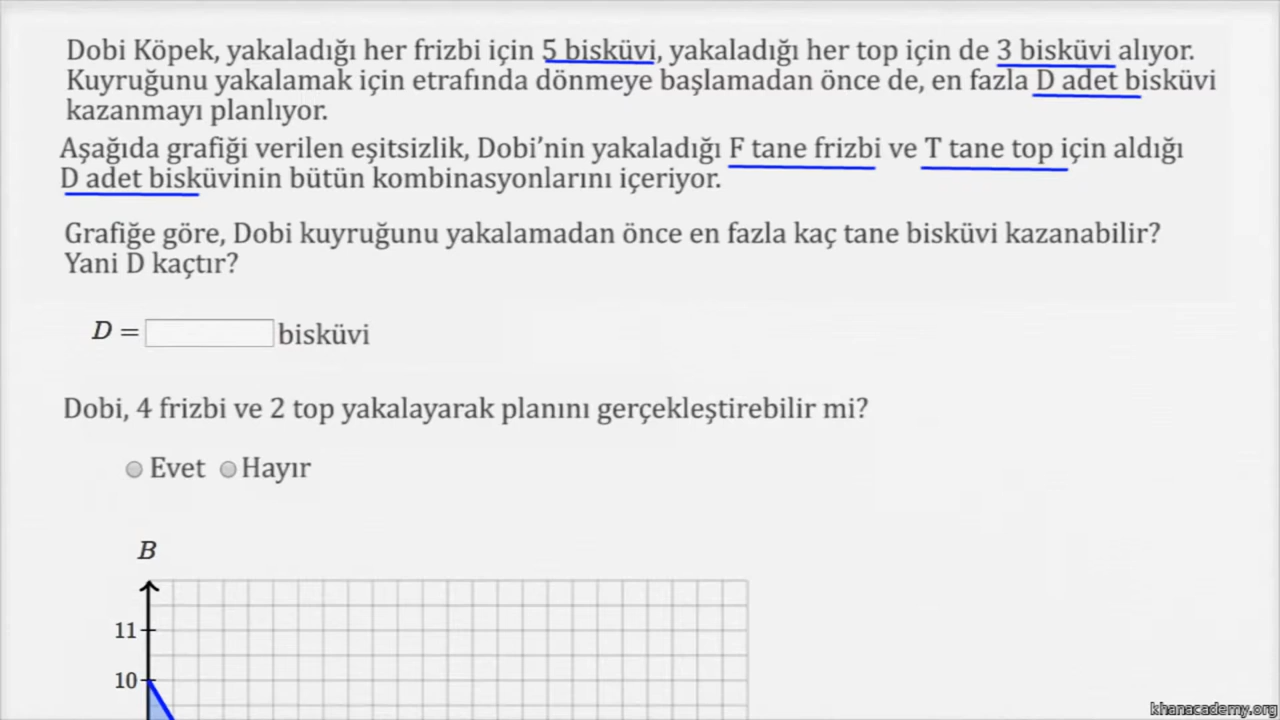 Dobi Köpek, yakaladığı her frizbi için 5 bisküvi, yakaladığı her top için de 3 bisküvi alıyor.
Kuyruğunu yakalamak için etrafında dönmeye başlamadan önce de, en fazla D adet bisküvi
kazanmayı planlıyor.
Aşağıda grafiği verilen eşitsizlik, Dobi'nin yakaladığı F tane frizbi ve T tane top için aldığı
D adet bisküvinin bütün kombinasyonlarını içeriyor.
Grafiğe göre, Dobi kuyruğunu yakalamadan önce en fazla kaç tane bisküvi kazanabilir?
Yani D kaçtır?
D = bisküvi
Dobi, 4 frizbi ve 2 top yakalayarak planını gerçekleştirebilir mi?
Evet Hayır
B
11
10
khanacademy.org